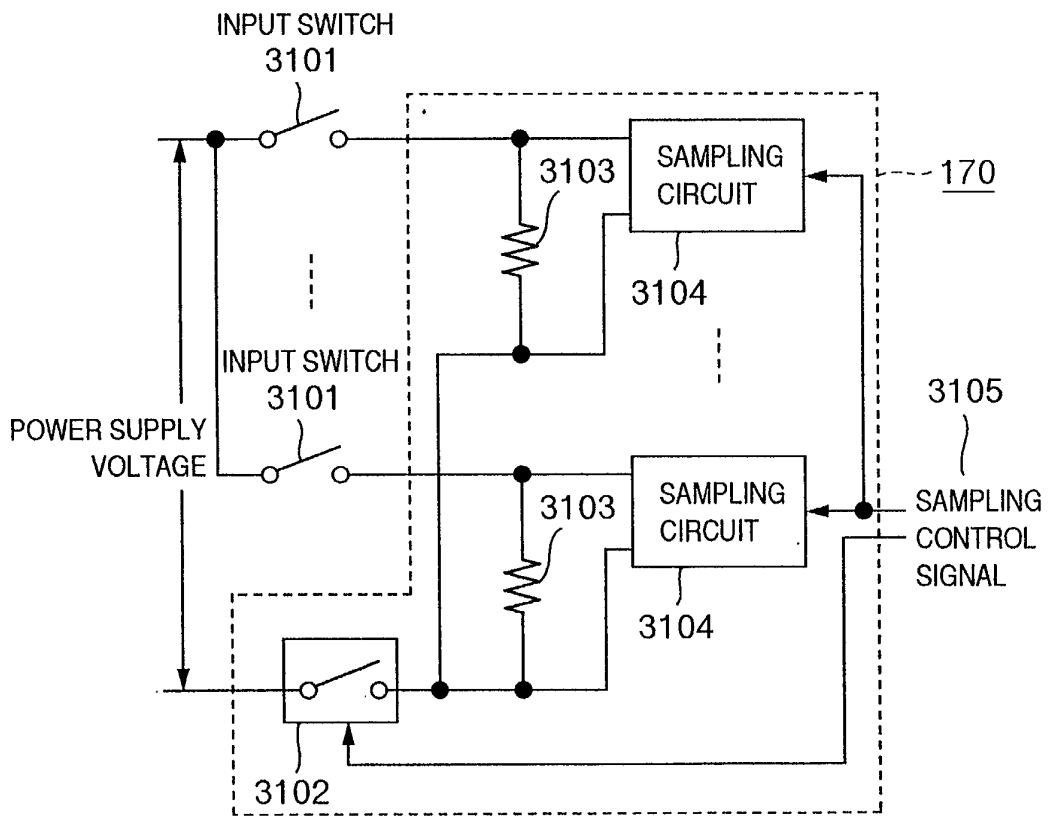 INPUT SWITCH
3101
SAMPLING
CIRCUIT
3103
170
3104
INPUT SWITCH
3101
POWER SUPPLY
VOLTAGE
3105
SAMPLING
CONTROL
SIGNAL
SAMPLING
CIRCUIT
3103
3104
3102